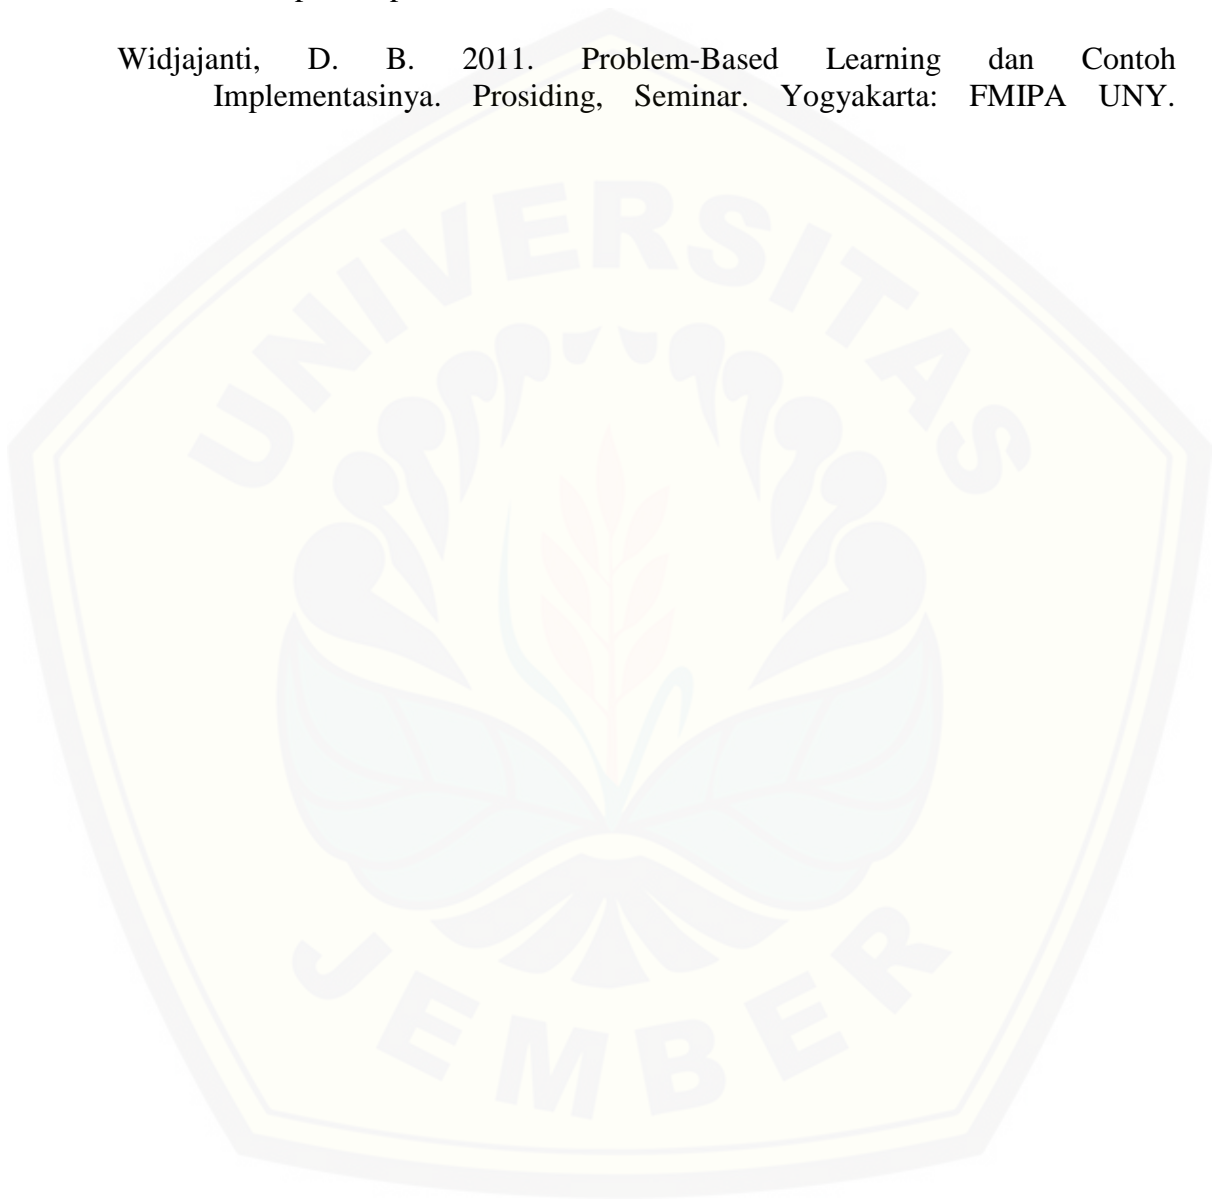 Widjajanti, D. B. 2011. Problem-Based Learning dan Contoh
Implementasinya. Prosiding, Seminar. Yogyakarta: FMIPA UNY.
UNIVERSITAS
JEMBER